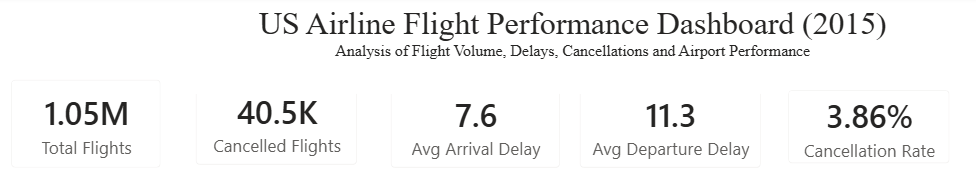 US Airline Flight Performance Dashboard (2015)
Analysis of Flight Volume, Delays, Cancellations and Airport Performance
1.05M
Total Flights
40.5K
Cancelled Flights
7.6
Avg Arrival Delay
11.3
Avg Departure Delay
3.86%
Cancellation Rate